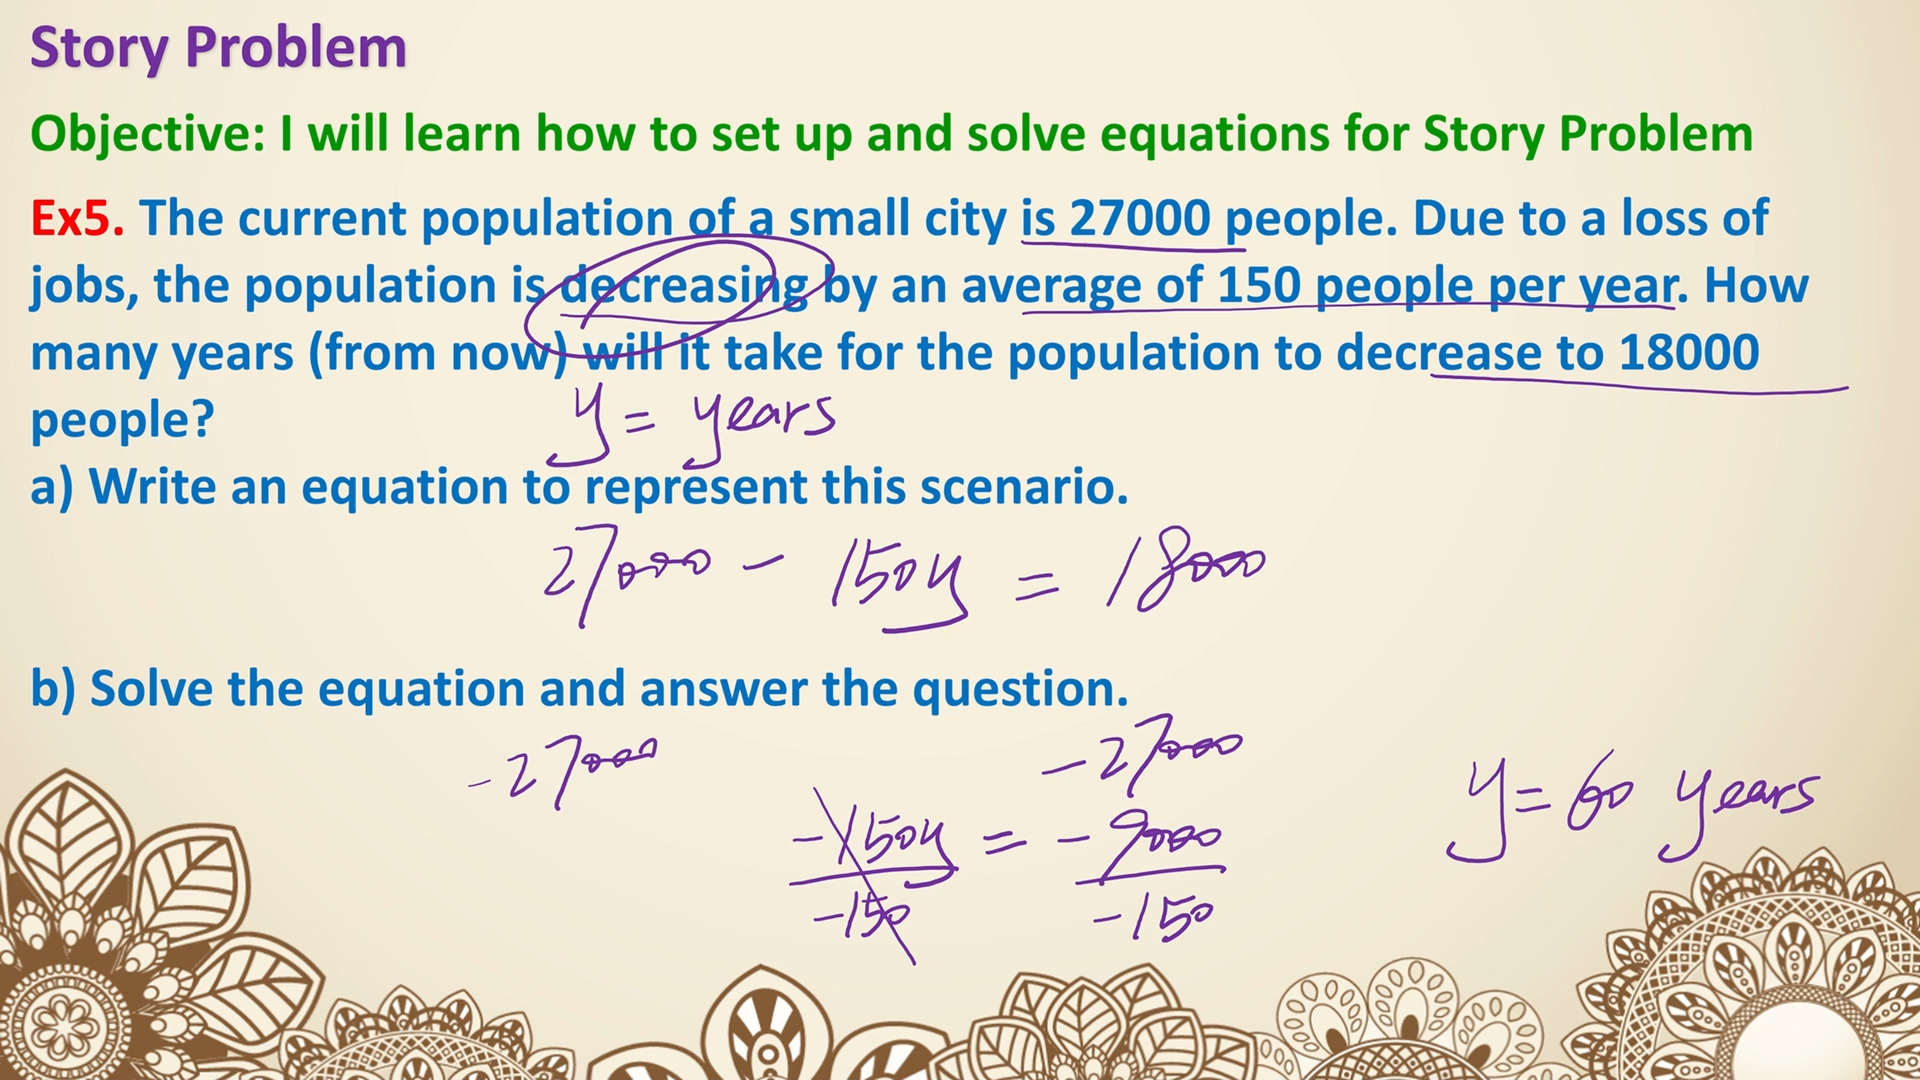 Story Problem
Objective: I will learn how to set up and solve equations for Story Problem
Ex5. The current population of a small city is 27000 people. Due to a loss of
jobs, the population is decreasing by an average of 150 people per year. How
many years (from now) will it take for the population to decrease to 18000
people?
y = years
a) Write an equation to represent this scenario.
27000 - 150y = 18000
b) Solve the equation and answer the question.
-27000 -27000
-150y = -9000
-150 -150
y = 60 years